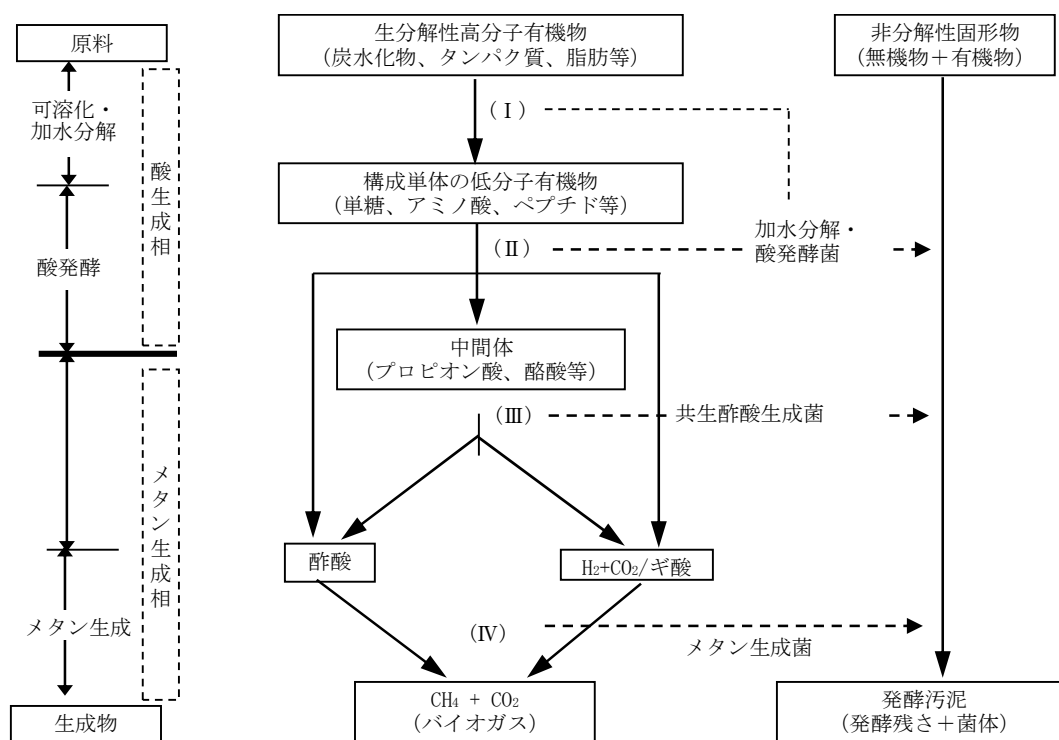 原料
可溶化・
加水分解
酸生成相
酸発酵
メタン生成相
メタン生成
生成物
生分解性高分子有機物
(炭水化物、タンパク質、脂肪等)
(Ⅰ)
構成単体の低分子有機物
(単糖、アミノ酸、ペプチド等)
(Ⅱ)
加水分解・
酸発酵菌
中間体
(プロピオン酸、酪酸等)
(Ⅲ)
共生酢酸生成菌
酢酸
H₂+CO₂/ギ酸
(Ⅳ)
メタン生成菌
CH₄ + CO₂
(バイオガス)
非分解性固形物
(無機物+有機物)
発酵汚泥
(発酵残さ+菌体)